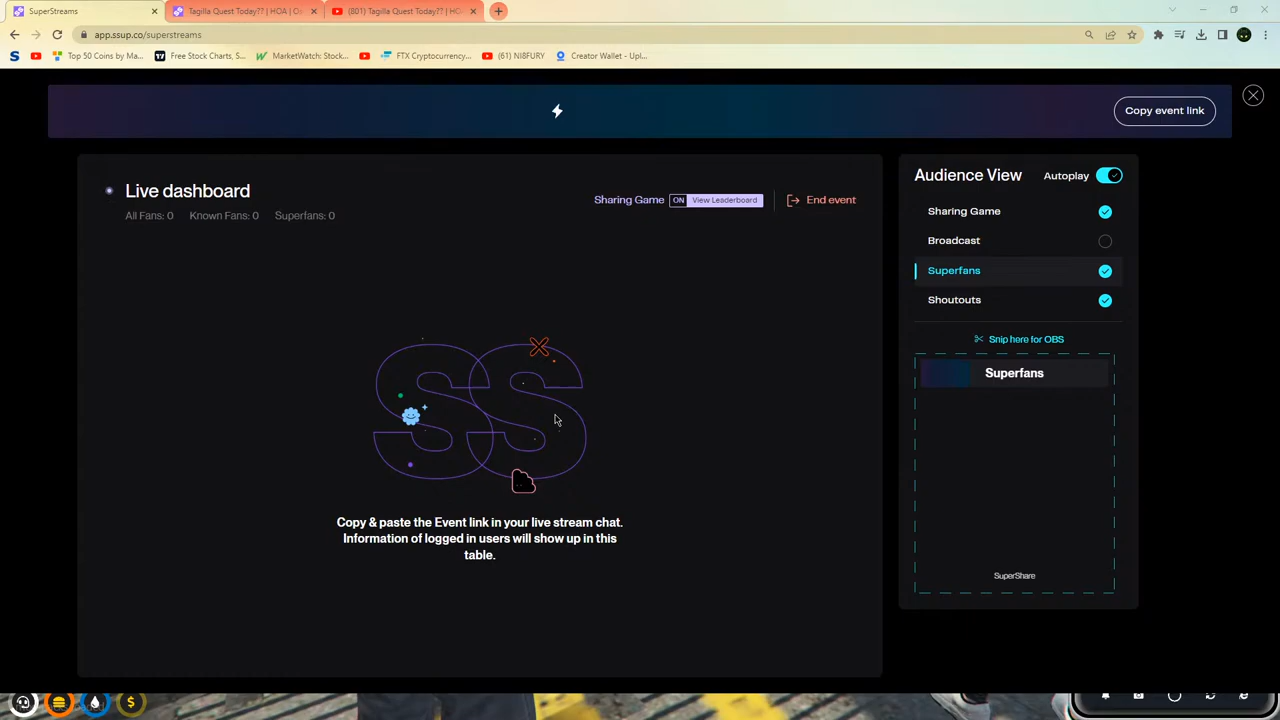 SuperStreams
Tagilla Quest Today?? | HOA | O
(801) Tagilla Quest Today?? | HO
app.ssup.co/superstreams
Top 50 Coins by Ma...
Free Stock Charts, S...
MarketWatch: Stock...
FTX Cryptocurrency...
(61) NI8FURY
Creator Wallet - Upl...
Copy event link
Live dashboard
All Fans: 0 Known Fans: 0 Superfans: 0
Sharing Game ON View Leaderboard
End event
Audience View
Autoplay
Sharing Game
Broadcast
Superfans
Shoutouts
Snip here for OBS
Superfans
SuperShare
SS
Copy & paste the Event link in your live stream chat.
Information of logged in users will show up in this
table.